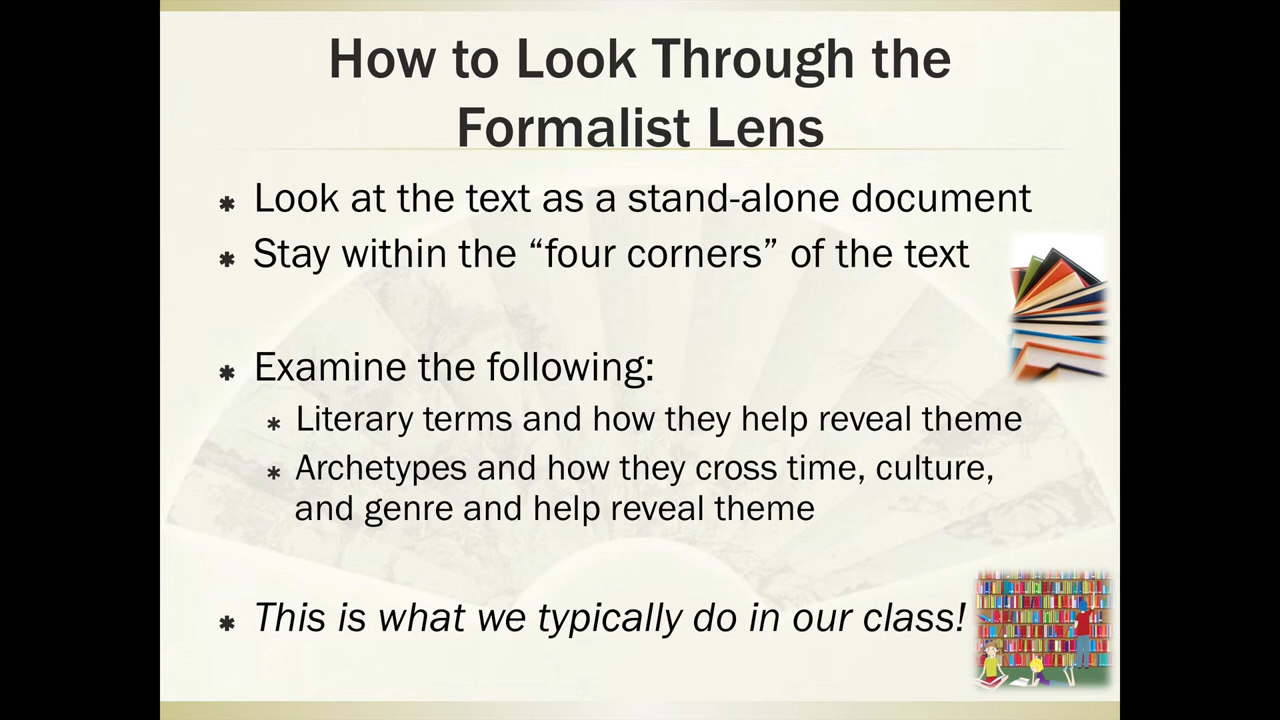 How to Look Through the
Formalist Lens
* Look at the text as a stand-alone document
* Stay within the “four corners” of the text
* Examine the following:
* Literary terms and how they help reveal theme
* Archetypes and how they cross time, culture,
and genre and help reveal theme
* This is what we typically do in our class!